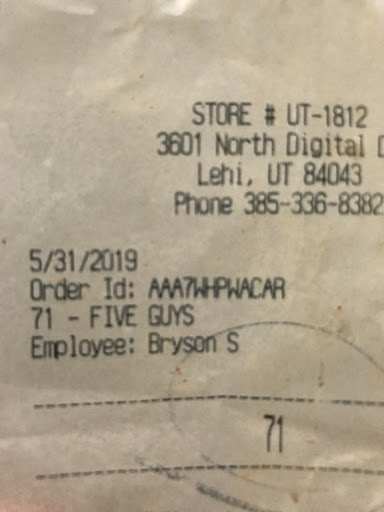 STORE # UT-1812
3601 North Digital D
Lehi, UT 84043
Phone 385-336-8382
5/31/2019
Order Id: AAA7WHPWACAR
71 - FIVE GUYS
Employee: Bryson S
71